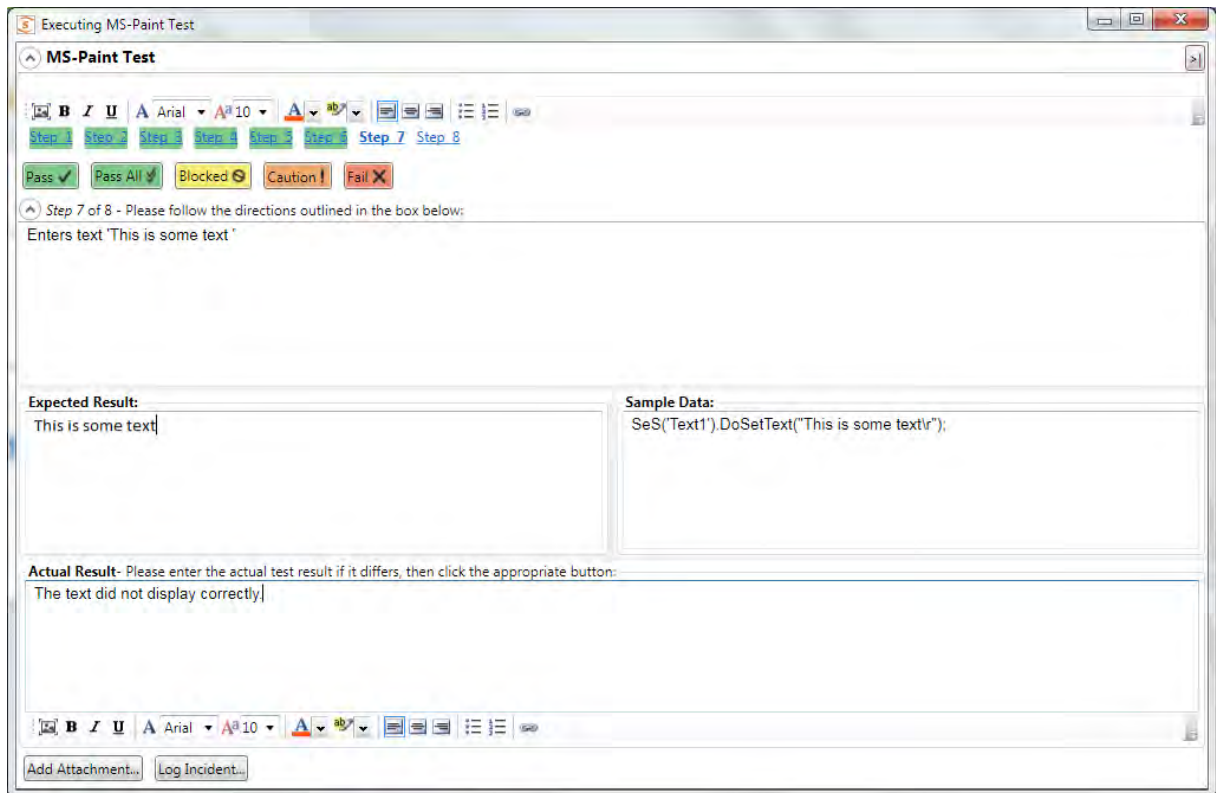 Executing MS-Paint Test
MS-Paint Test
B I U A Arial Aa 10 A ab
Step 1 Step 2 Step 3 Step 4 Step 5 Step 6 Step 7 Step 8
Pass Pass All Blocked Caution ! Fail
Step 7 of 8 - Please follow the directions outlined in the box below:
Enters text 'This is some text '
Expected Result: Sample Data:
This is some text SeS('Text1').DoSetText("This is some text\r");
Actual Result- Please enter the actual test result if it differs, then click the appropriate button:
The text did not display correctly.
B I U A Arial Aa 10 A ab
Add Attachment... Log Incident...